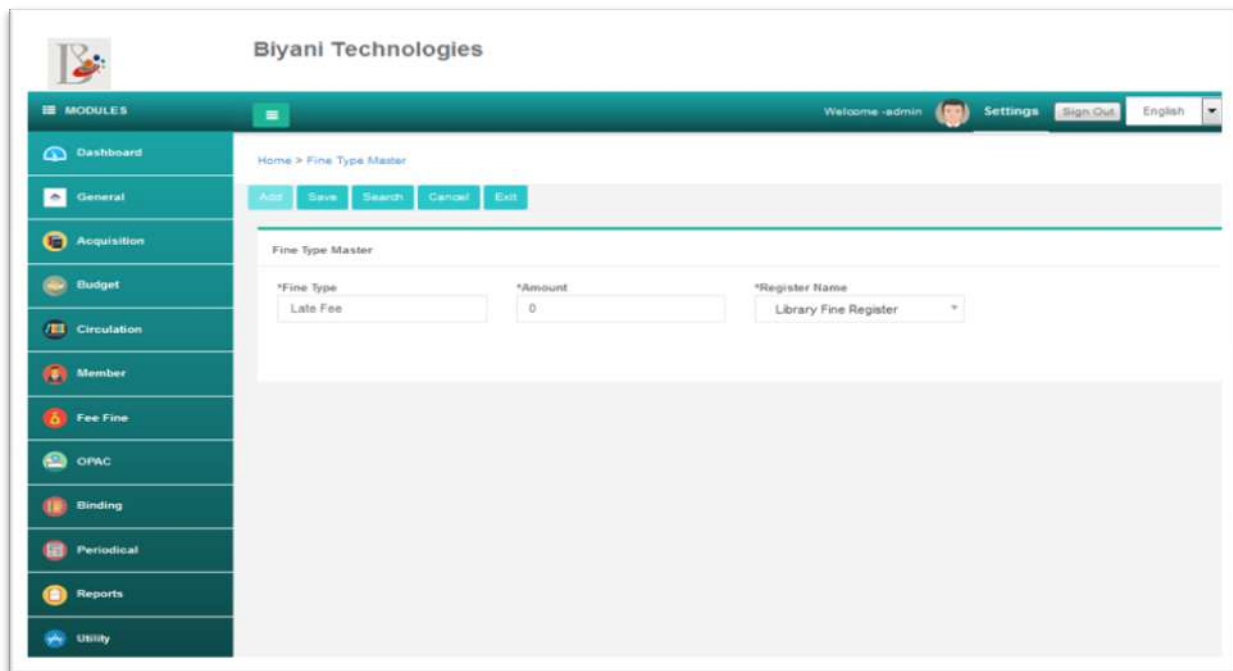 Biyani Technologies
MODULES
Welcome -admin Settings Sign Out English
Dashboard
General
Acquisition
Budget
Circulation
Member
Fee Fine
OPAC
Binding
Periodical
Reports
Utility
Home > Fine Type Master
Add Save Search Cancel Exit
Fine Type Master
*Fine Type *Amount *Register Name
Late Fee 0 Library Fine Register